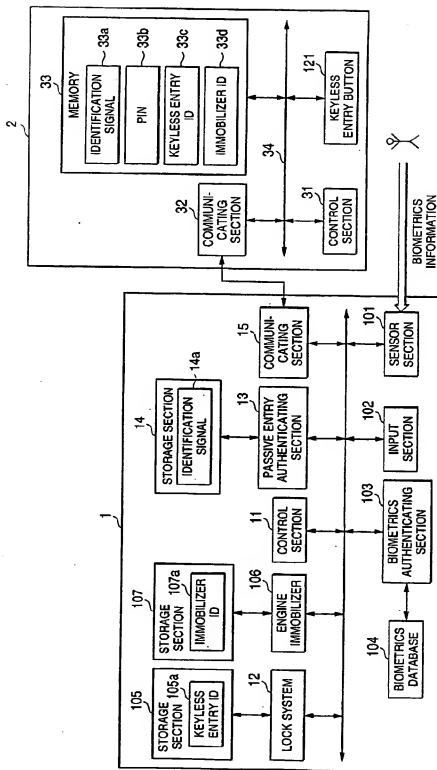 1
105
STORAGE SECTION
105a
KEYLESS
ENTRY ID
107
STORAGE
SECTION
107a
IMMOBILIZER
ID
14
STORAGE SECTION
14a
IDENTIFICATION
SIGNAL
12
LOCK SYSTEM
106
ENGINE
IMMOBILIZER
11
CONTROL
SECTION
13
PASSIVE ENTRY
AUTHENTICATING
SECTION
15
COMMUNI-
CATING
SECTION
104
BIOMETRICS
DATABASE
103
BIOMETRICS
AUTHENTICATING
SECTION
102
INPUT
SECTION
101
SENSOR
SECTION
BIOMETRICS
INFORMATION
2
32
COMMUNI-
CATING
SECTION
33
MEMORY
33a
IDENTIFICATION
SIGNAL
33b
PIN
33c
KEYLESS ENTRY
ID
33d
IMMOBILIZER ID
34
31
CONTROL
SECTION
121
KEYLESS
ENTRY BUTTON